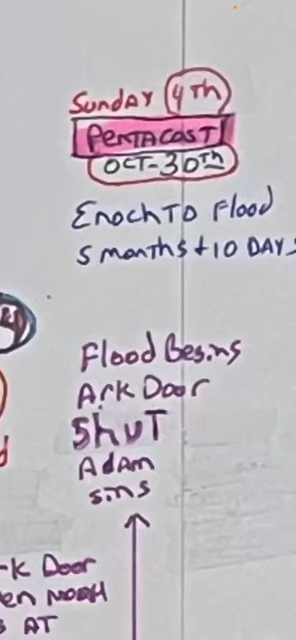 Sunday 4th
PENTACOST
OCT-30th
Enoch To Flood
5 months + 10 DAYS
Flood Begins
Ark Door
Shut
Adam
sins
Door
NOAH
AT